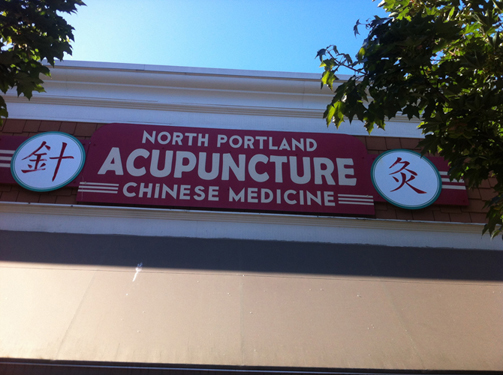 針
NORTH PORTLAND
ACUPUNCTURE
CHINESE MEDICINE
灸